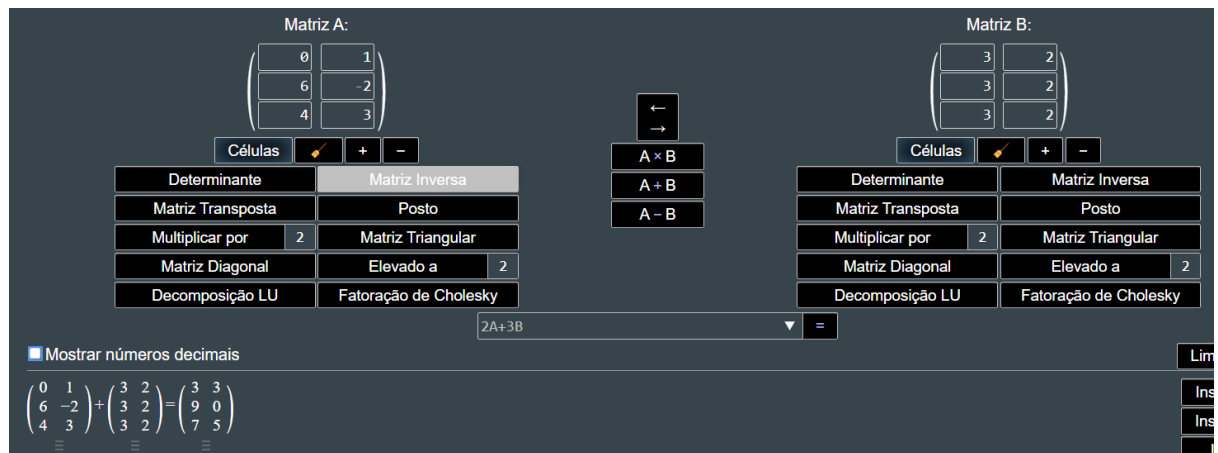 Matriz A: Matriz B:
0 1 3 2
6 -2 3 2
4 3 3 2
← →
Células + − Células + −
A × B
Determinante Matriz Inversa A + B Determinante Matriz Inversa
Matriz Transposta Posto A − B Matriz Transposta Posto
Multiplicar por 2 Matriz Triangular Multiplicar por 2 Matriz Triangular
Matriz Diagonal Elevado a 2 Matriz Diagonal Elevado a 2
Decomposição LU Fatoração de Cholesky Decomposição LU Fatoração de Cholesky
2A+3B ▼ =
Mostrar números decimais Lim
0 1 3 2 3 3 Ins
6 −2 + 3 2 = 9 0
4 3 3 2 7 5 Ins